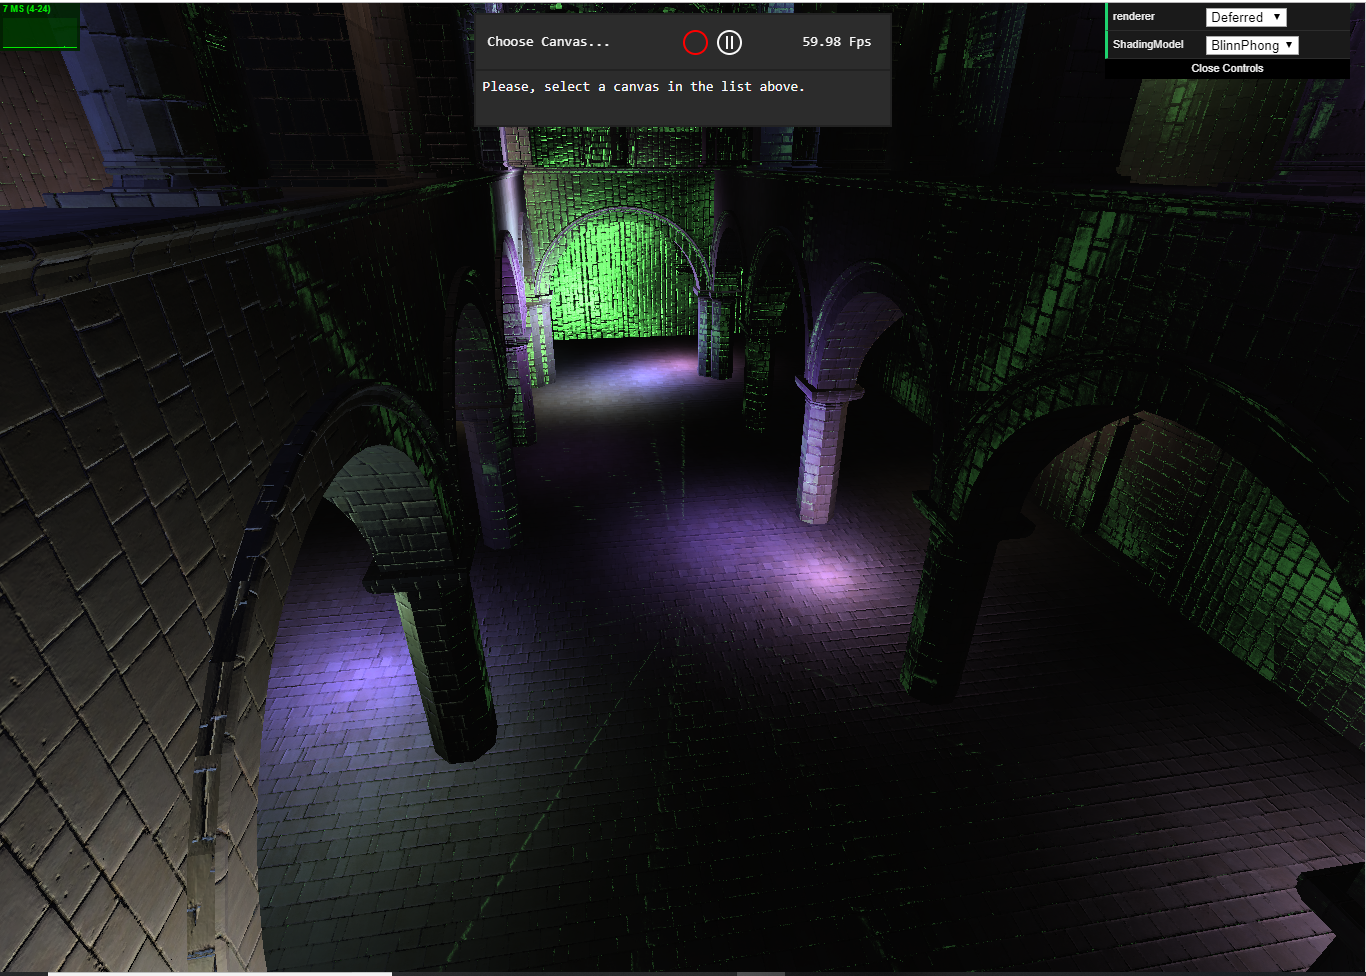 7 MS (4-24)
Choose Canvas...
59.98 Fps
Please, select a canvas in the list above.
renderer
Deferred
ShadingModel
BlinnPhong
Close Controls